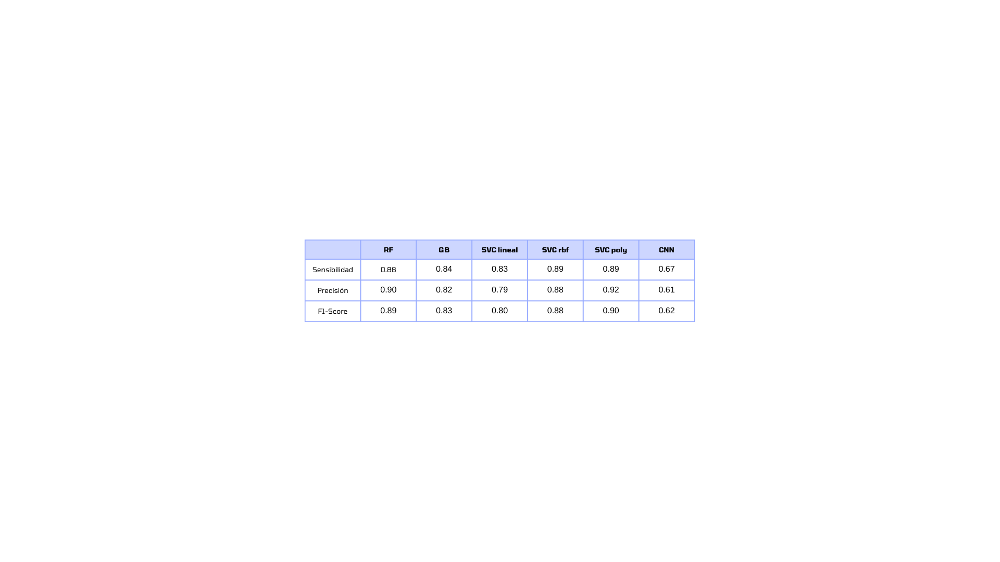 RF GB SVC lineal SVC rbf SVC poly CNN
Sensibilidad 0.88 0.84 0.83 0.89 0.89 0.67
Precisión 0.90 0.82 0.79 0.88 0.92 0.61
F1-Score 0.89 0.83 0.80 0.88 0.90 0.62